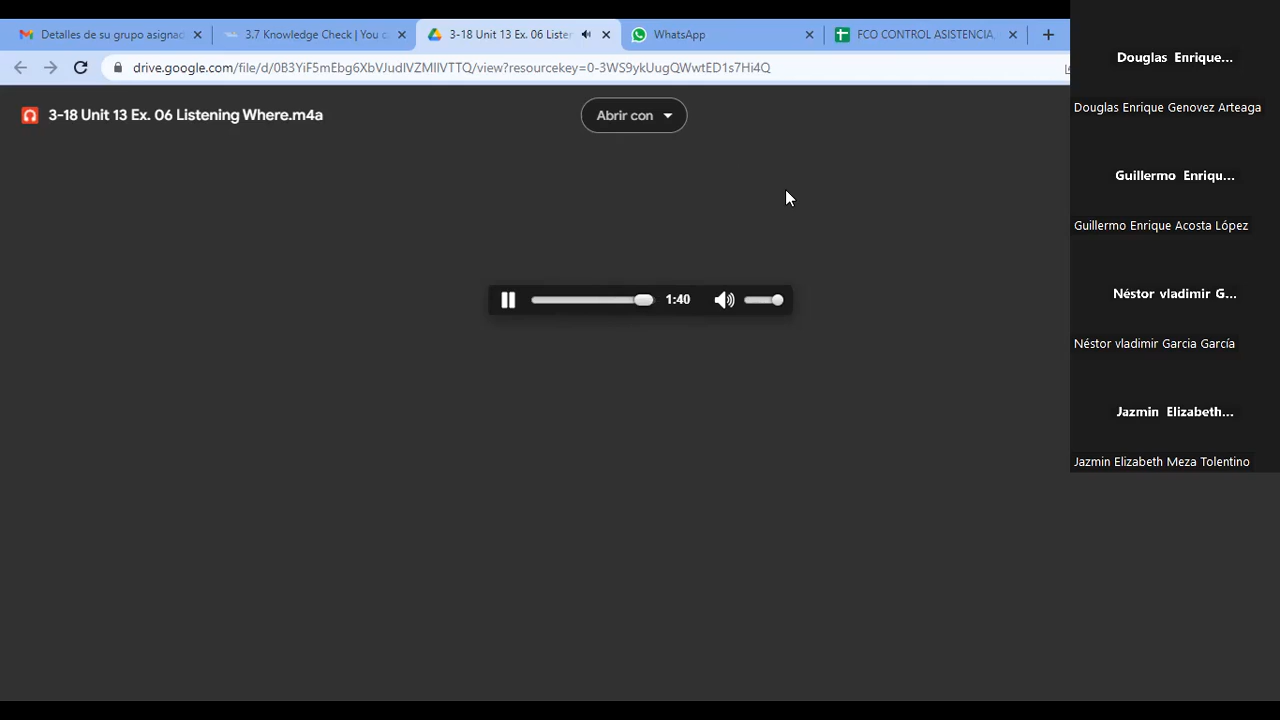 Detalles de su grupo asignac
3.7 Knowledge Check | You c
3-18 Unit 13 Ex. 06 Lister
WhatsApp
FCO CONTROL ASISTENCIA,
drive.google.com/file/d/0B3YiF5mEbg6XbVJudlVZMllVTTQ/view?resourcekey=0-3WS9ykUugQWwtED1s7Hi4Q
3-18 Unit 13 Ex. 06 Listening Where.m4a
Abrir con
1:40
Douglas Enrique...
Douglas Enrique Genovez Arteaga
Guillermo Enriqu...
Guillermo Enrique Acosta López
Néstor vladimir G...
Néstor vladimir Garcia García
Jazmin Elizabeth...
Jazmin Elizabeth Meza Tolentino